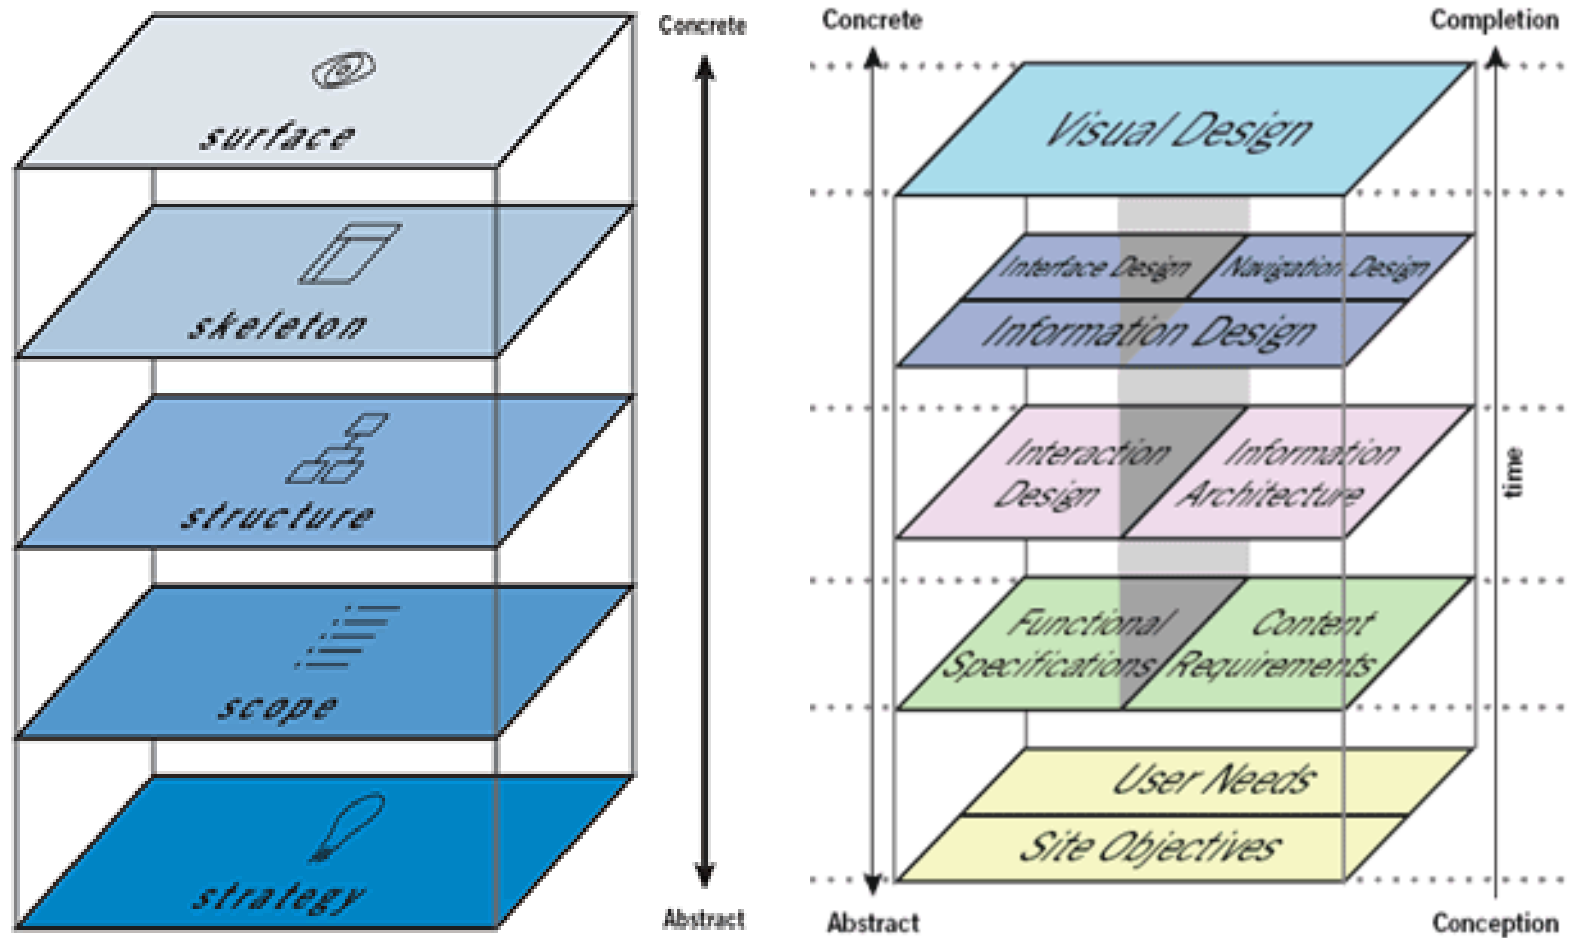 Concrete
surface
skeleton
structure
scope
strategy
Abstract
Concrete
Completion
Visual Design
Interface Design
Navigation Design
Information Design
Interaction
Design
Information
Architecture
time
Functional
Specifications
Content
Requirements
User Needs
Site Objectives
Abstract
Conception